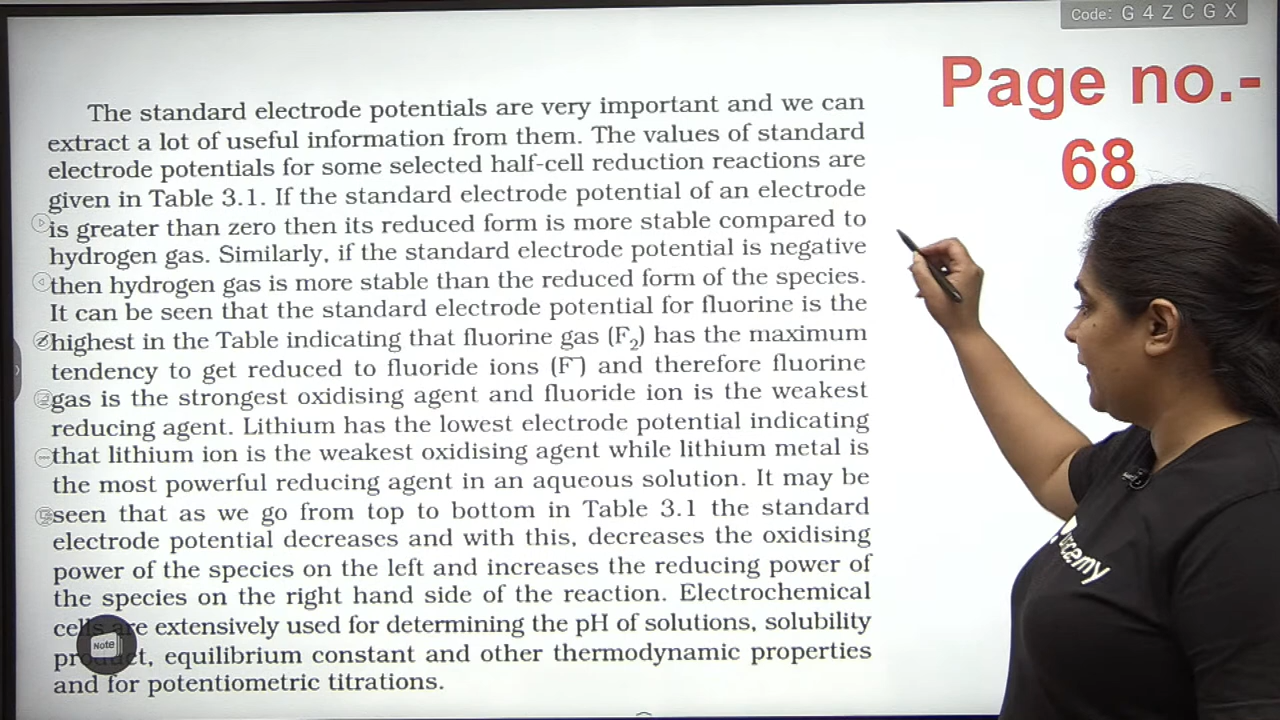 Code: G 4 Z C G X
Page no.-
68
The standard electrode potentials are very important and we can
extract a lot of useful information from them. The values of standard
electrode potentials for some selected half-cell reduction reactions are
given in Table 3.1. If the standard electrode potential of an electrode
is greater than zero then its reduced form is more stable compared to
hydrogen gas. Similarly, if the standard electrode potential is negative
then hydrogen gas is more stable than the reduced form of the species.
It can be seen that the standard electrode potential for fluorine is the
highest in the Table indicating that fluorine gas (F₂) has the maximum
tendency to get reduced to fluoride ions (F⁻) and therefore fluorine
gas is the strongest oxidising agent and fluoride ion is the weakest
reducing agent. Lithium has the lowest electrode potential indicating
that lithium ion is the weakest oxidising agent while lithium metal is
the most powerful reducing agent in an aqueous solution. It may be
seen that as we go from top to bottom in Table 3.1 the standard
electrode potential decreases and with this, decreases the oxidising
power of the species on the left and increases the reducing power of
the species on the right hand side of the reaction. Electrochemical
cells are extensively used for determining the pH of solutions, solubility
product, equilibrium constant and other thermodynamic properties
and for potentiometric titrations.
Note